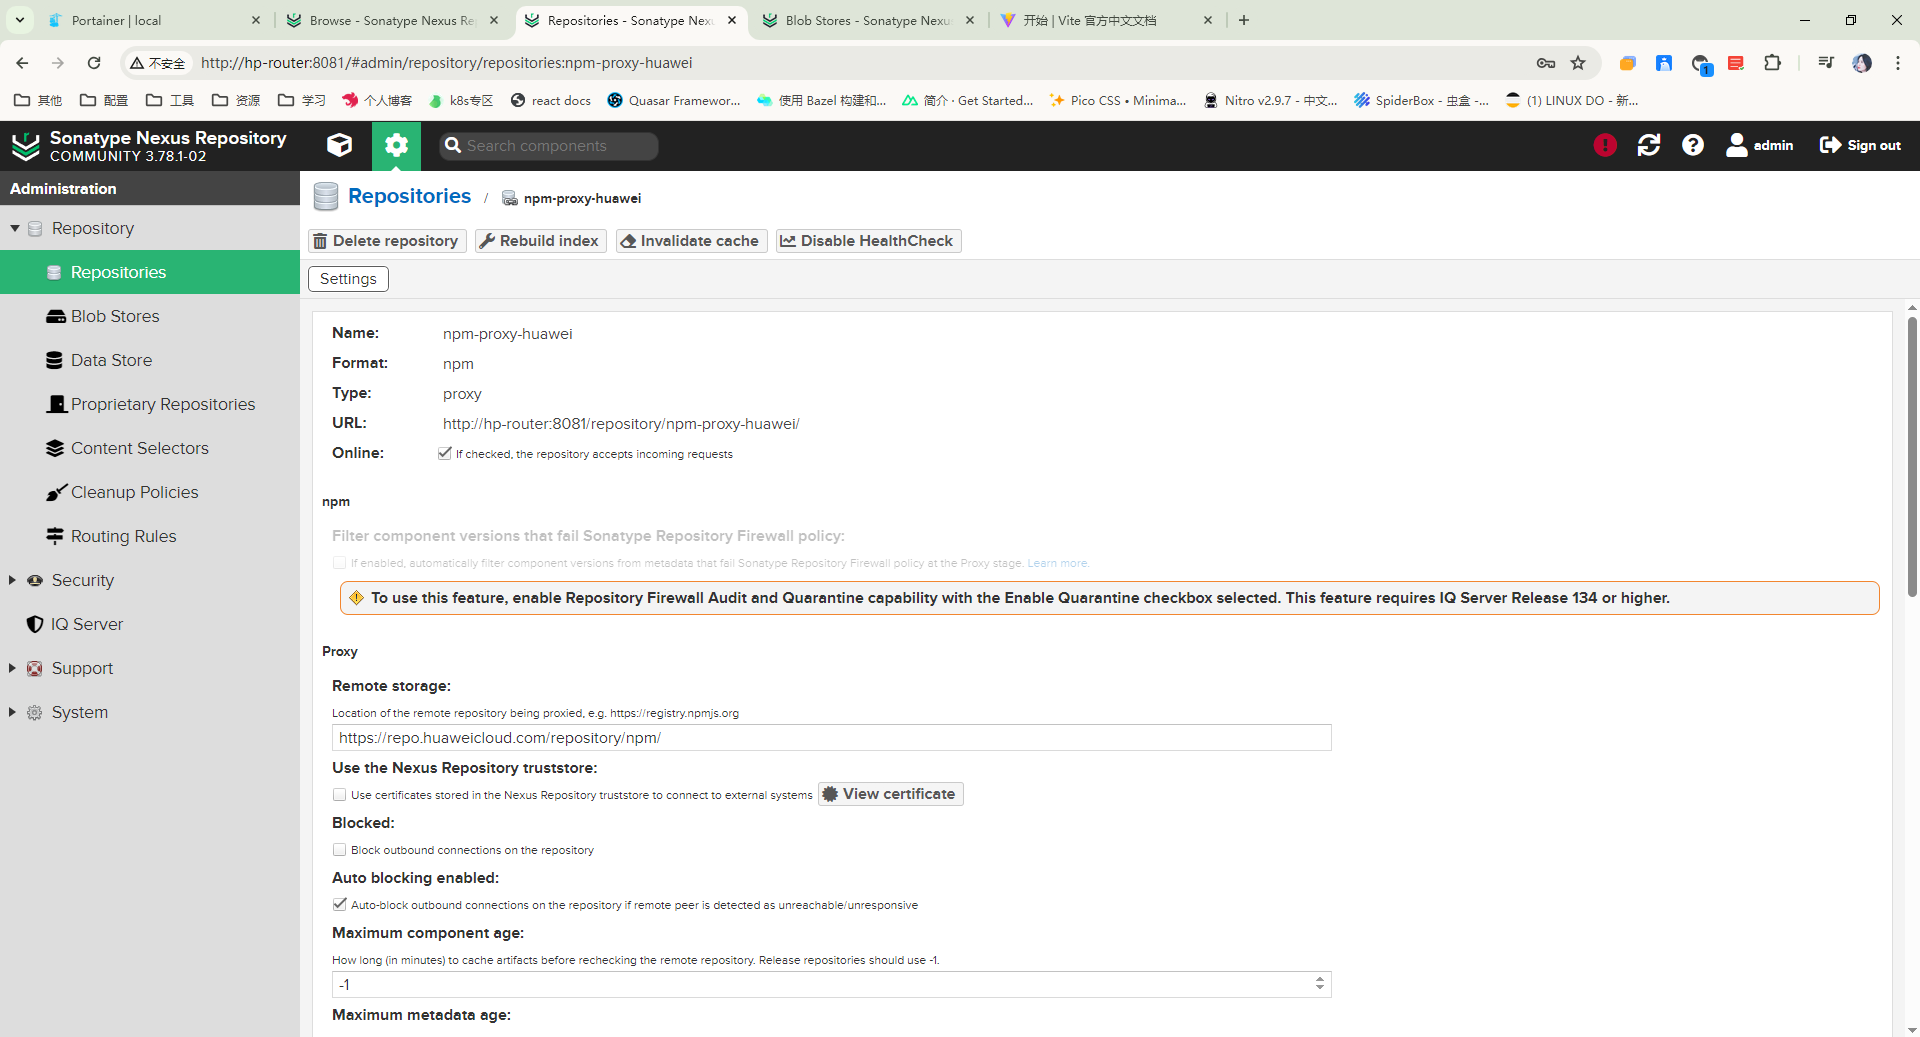 Portainer | local
Browse - Sonatype Nexus Re
Repositories - Sonatype Nexu
Blob Stores - Sonatype Nexus
开始 | Vite 官方中文文档
不安全
http://hp-router:8081/#admin/repository/repositories:npm-proxy-huawei
1
其他
配置
工具
资源
学习
个人博客
k8s专区
react docs
Quasar Framewor...
使用 Bazel 构建和...
简介 · Get Started...
Pico CSS • Minima...
Nitro v2.9.7 - 中文...
SpiderBox - 虫盒 -...
(1) LINUX DO - 新...
Sonatype Nexus Repository
COMMUNITY 3.78.1-02
Search components
admin
Sign out
Administration
Repository
Repositories
Blob Stores
Data Store
Proprietary Repositories
Content Selectors
Cleanup Policies
Routing Rules
Security
IQ Server
Support
System
Repositories / npm-proxy-huawei
Delete repository
Rebuild index
Invalidate cache
Disable HealthCheck
Settings
Name: npm-proxy-huawei
Format: npm
Type: proxy
URL: http://hp-router:8081/repository/npm-proxy-huawei/
Online: If checked, the repository accepts incoming requests
npm
Filter component versions that fail Sonatype Repository Firewall policy:
If enabled, automatically filter component versions from metadata that fail Sonatype Repository Firewall policy at the Proxy stage. Learn more.
To use this feature, enable Repository Firewall Audit and Quarantine capability with the Enable Quarantine checkbox selected. This feature requires IQ Server Release 134 or higher.
Proxy
Remote storage:
Location of the remote repository being proxied, e.g. https://registry.npmjs.org
https://repo.huaweicloud.com/repository/npm/
Use the Nexus Repository truststore:
Use certificates stored in the Nexus Repository truststore to connect to external systems
View certificate
Blocked:
Block outbound connections on the repository
Auto blocking enabled:
Auto-block outbound connections on the repository if remote peer is detected as unreachable/unresponsive
Maximum component age:
How long (in minutes) to cache artifacts before rechecking the remote repository. Release repositories should use -1.
-1
Maximum metadata age: